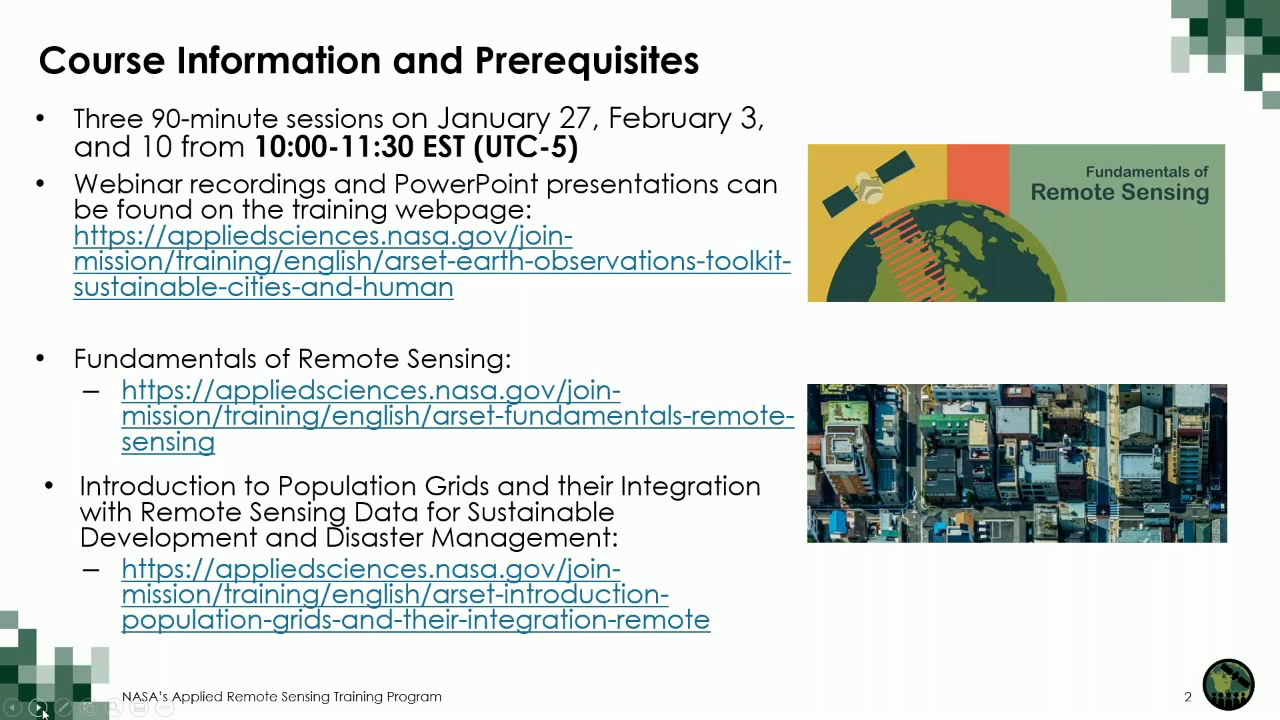 Course Information and Prerequisites
• Three 90-minute sessions on January 27, February 3,
and 10 from 10:00-11:30 EST (UTC-5)
• Webinar recordings and PowerPoint presentations can
be found on the training webpage:
https://appliedsciences.nasa.gov/join-
mission/training/english/arset-earth-observations-toolkit-
sustainable-cities-and-human
Fundamentals of
Remote Sensing
• Fundamentals of Remote Sensing:
– https://appliedsciences.nasa.gov/join-
mission/training/english/arset-fundamentals-remote-
sensing
• Introduction to Population Grids and their Integration
with Remote Sensing Data for Sustainable
Development and Disaster Management:
– https://appliedsciences.nasa.gov/join-
mission/training/english/arset-introduction-
population-grids-and-their-integration-remote
NASA's Applied Remote Sensing Training Program
2